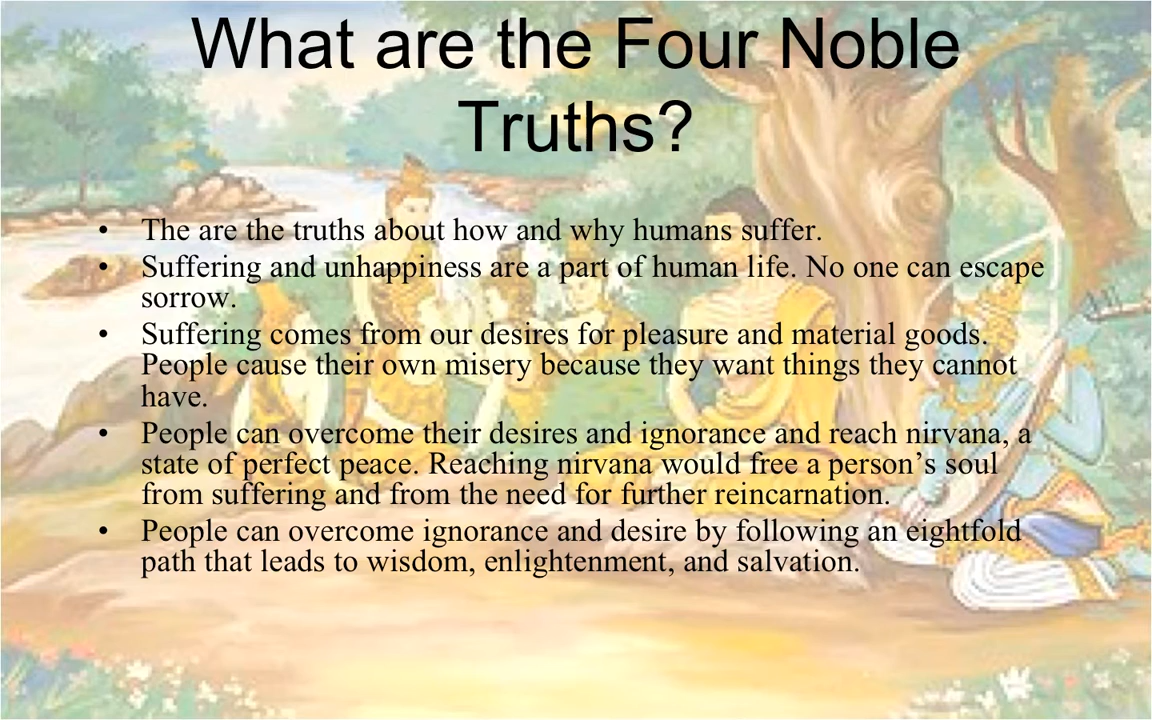 What are the Four Noble
Truths?
• The are the truths about how and why humans suffer.
• Suffering and unhappiness are a part of human life. No one can escape
sorrow.
• Suffering comes from our desires for pleasure and material goods.
People cause their own misery because they want things they cannot
have.
• People can overcome their desires and ignorance and reach nirvana, a
state of perfect peace. Reaching nirvana would free a person’s soul
from suffering and from the need for further reincarnation.
• People can overcome ignorance and desire by following an eightfold
path that leads to wisdom, enlightenment, and salvation.